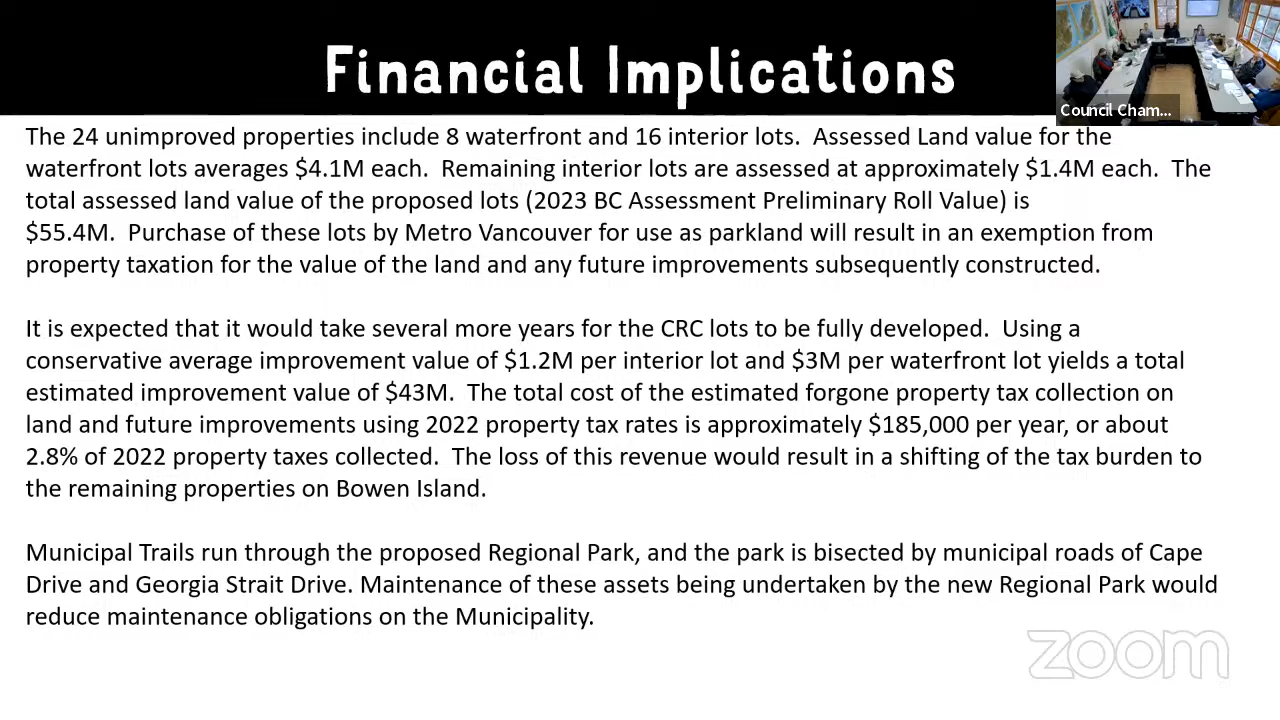 Financial Implications
Council Cham...
The 24 unimproved properties include 8 waterfront and 16 interior lots.  Assessed Land value for the
waterfront lots averages $4.1M each.  Remaining interior lots are assessed at approximately $1.4M each.  The
total assessed land value of the proposed lots (2023 BC Assessment Preliminary Roll Value) is
$55.4M.  Purchase of these lots by Metro Vancouver for use as parkland will result in an exemption from
property taxation for the value of the land and any future improvements subsequently constructed.
It is expected that it would take several more years for the CRC lots to be fully developed.  Using a
conservative average improvement value of $1.2M per interior lot and $3M per waterfront lot yields a total
estimated improvement value of $43M.  The total cost of the estimated forgone property tax collection on
land and future improvements using 2022 property tax rates is approximately $185,000 per year, or about
2.8% of 2022 property taxes collected.  The loss of this revenue would result in a shifting of the tax burden to
the remaining properties on Bowen Island.
Municipal Trails run through the proposed Regional Park, and the park is bisected by municipal roads of Cape
Drive and Georgia Strait Drive. Maintenance of these assets being undertaken by the new Regional Park would
reduce maintenance obligations on the Municipality.
zoom